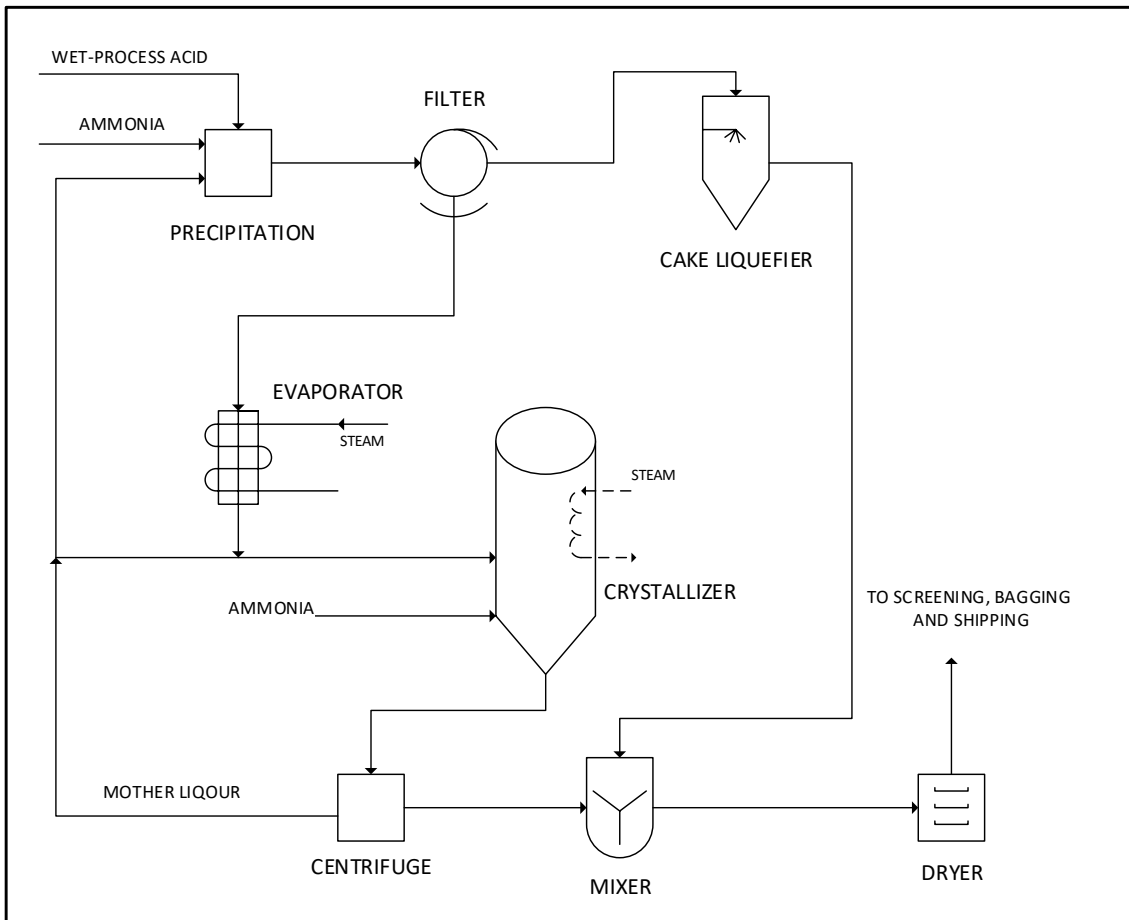 WET-PROCESS ACID
AMMONIA
PRECIPITATION
FILTER
CAKE LIQUEFIER
EVAPORATOR
STEAM
STEAM
CRYSTALLIZER
AMMONIA
TO SCREENING, BAGGING
AND SHIPPING
MOTHER LIQOUR
CENTRIFUGE
MIXER
DRYER